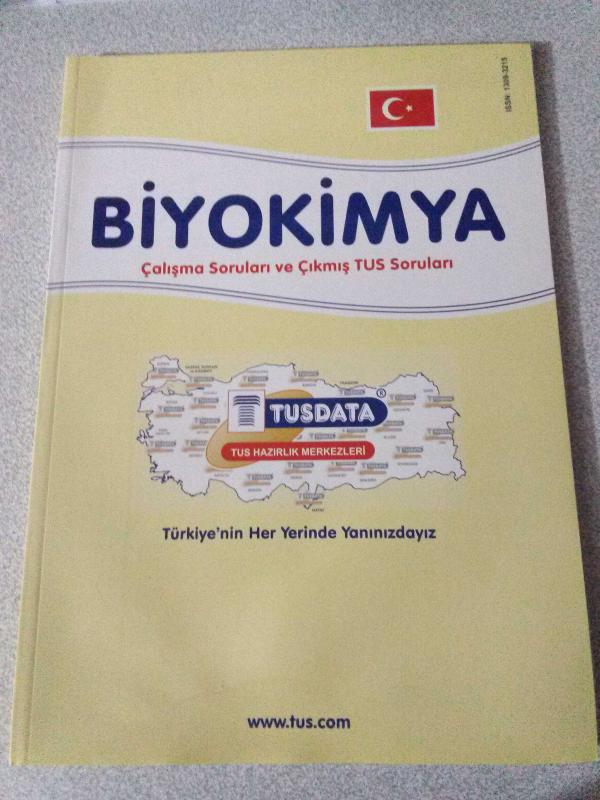 ISSN: 1309-3215
BİYOKİMYA
Çalışma Soruları ve Çıkmış TUS Soruları
TUSDATA®
TUS HAZIRLIK MERKEZLERİ
Türkiye'nin Her Yerinde Yanınızdayız
www.tus.com